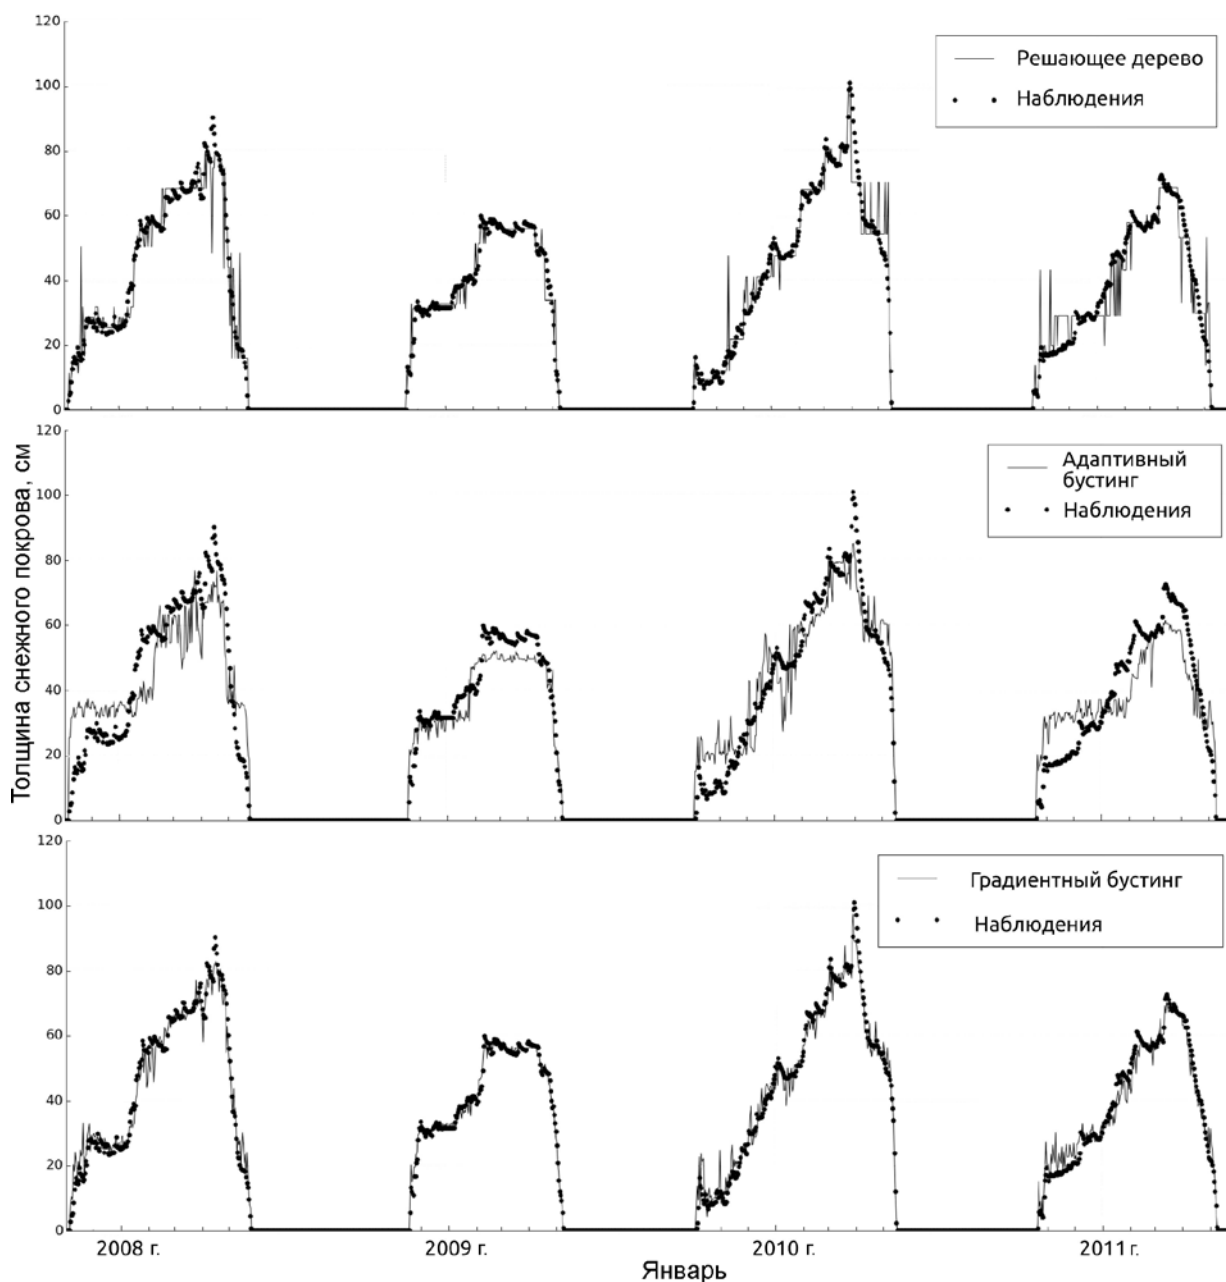 120
100
80
60
40
20
0
Решающее дерево
Наблюдения
Толщина снежного покрова, см
120
100
80
60
40
20
0
Адаптивный
бустинг
Наблюдения
120
100
80
60
40
20
0
Градиентный бустинг
Наблюдения
2008 г.
2009 г.
2010 г.
2011 г.
Январь